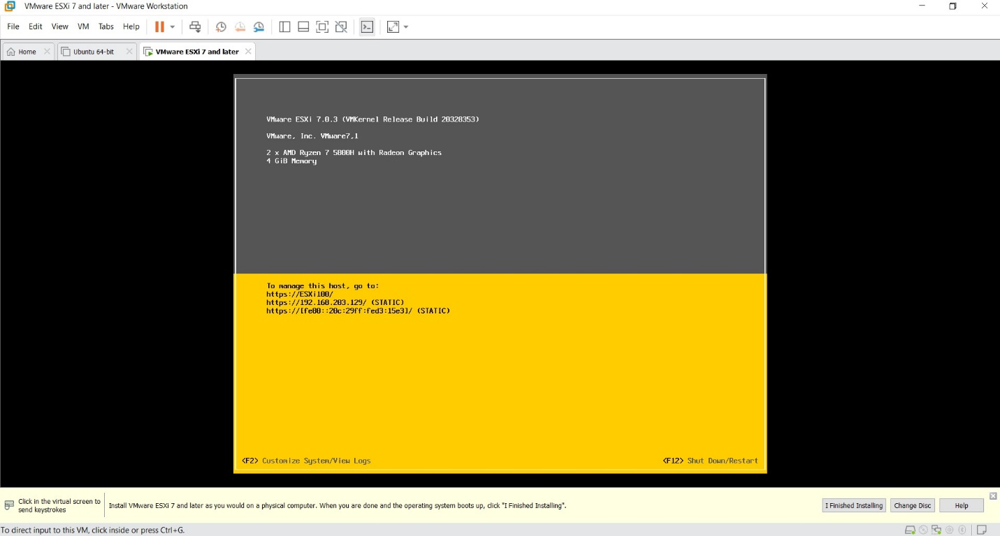 VMware ESXi 7 and later - VMware Workstation
File Edit View VM Tabs Help
Home Ubuntu 64-bit VMware ESXi 7 and later
VMware ESXi 7.0.3 (VMKernel Release Build 20328353)
VMware, Inc. VMware7,1
2 x AMD Ryzen 7 5800H with Radeon Graphics
4 GiB Memory
To manage this host, go to:
https://ESXi100/
https://192.168.203.129/ (STATIC)
https://[fe80::20c:29ff:fed3:15e3]/ (STATIC)
<F2> Customize System/View Logs <F12> Shut Down/Restart
Click in the virtual screen to
send keystrokes
Install VMware ESXi 7 and later as you would on a physical computer. When you are done and the operating system boots up, click "I Finished Installing".
I Finished Installing Change Disc Help
To direct input to this VM, click inside or press Ctrl+G.